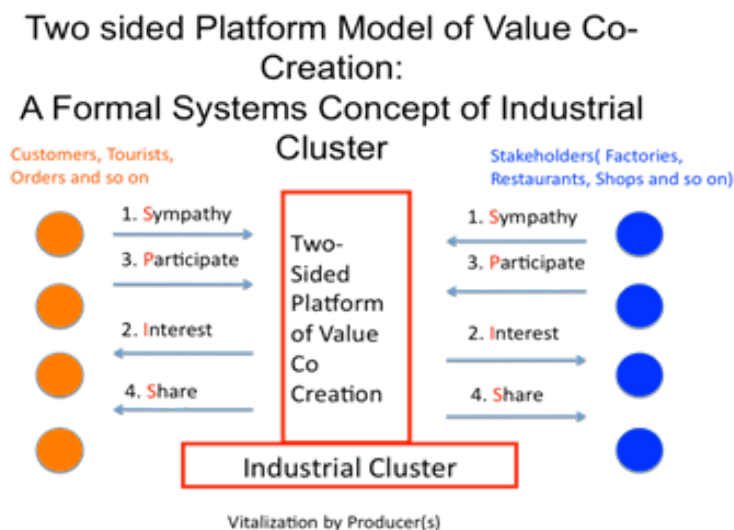 Two sided Platform Model of Value Co-
Creation:
A Formal Systems Concept of Industrial
Cluster
Customers, Tourists,
Orders and so on
Stakeholders( Factories,
Restaurants, Shops and so on)
1. Sympathy
3. Participate
2. Interest
4. Share
Two-
Sided
Platform
of Value
Co
Creation
1. Sympathy
3. Participate
2. Interest
4. Share
Industrial Cluster
Vitalization by Producer(s)